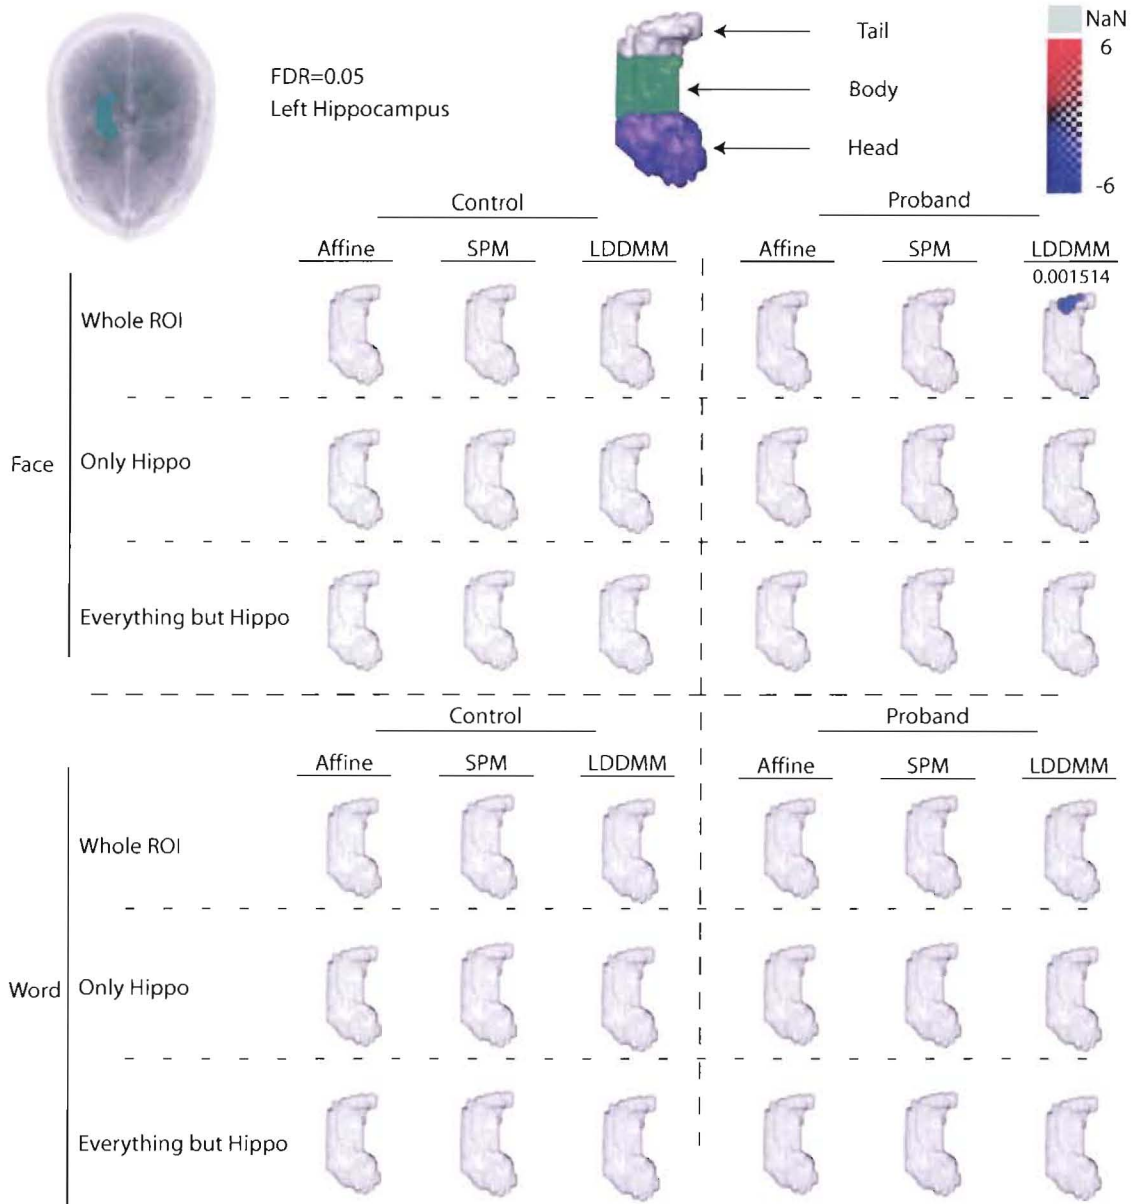 FDR=0.05
Left Hippocampus
Tail
Body
Head
NaN
6
-6
Control
Proband
Affine SPM LDDMM Affine SPM LDDMM
0.001514
Face
Whole ROI
Only Hippo
Everything but Hippo
Control
Proband
Affine SPM LDDMM Affine SPM LDDMM
Word
Whole ROI
Only Hippo
Everything but Hippo